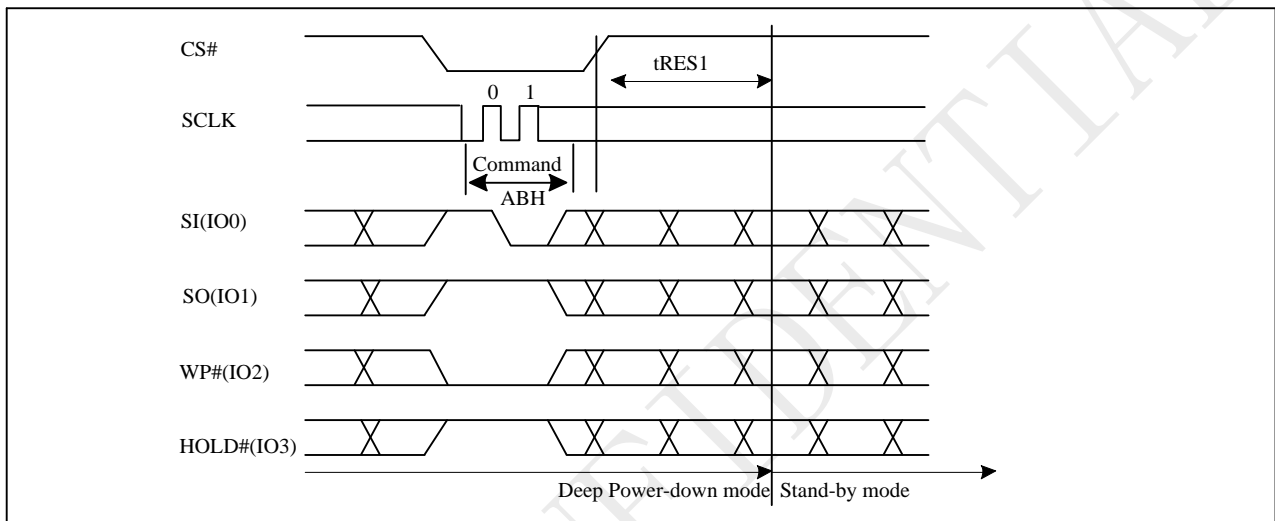 CS#
tRES1
0 1
SCLK
Command
ABH
SI(IO0)
SO(IO1)
WP#(IO2)
HOLD#(IO3)
Deep Power-down mode Stand-by mode
FIDENTIA